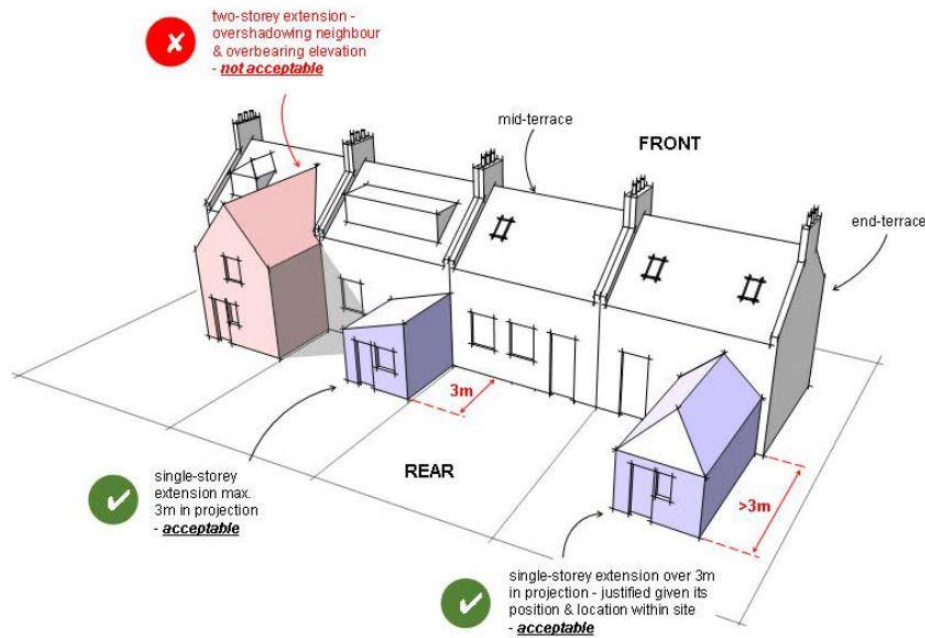 two-storey extension -
overshadowing neighbour
& overbearing elevation
- not acceptable
mid-terrace
FRONT
end-terrace
3m
REAR
single-storey
extension max.
3m in projection
- acceptable
>3m
single-storey extension over 3m
in projection - justified given its
position & location within site
- acceptable